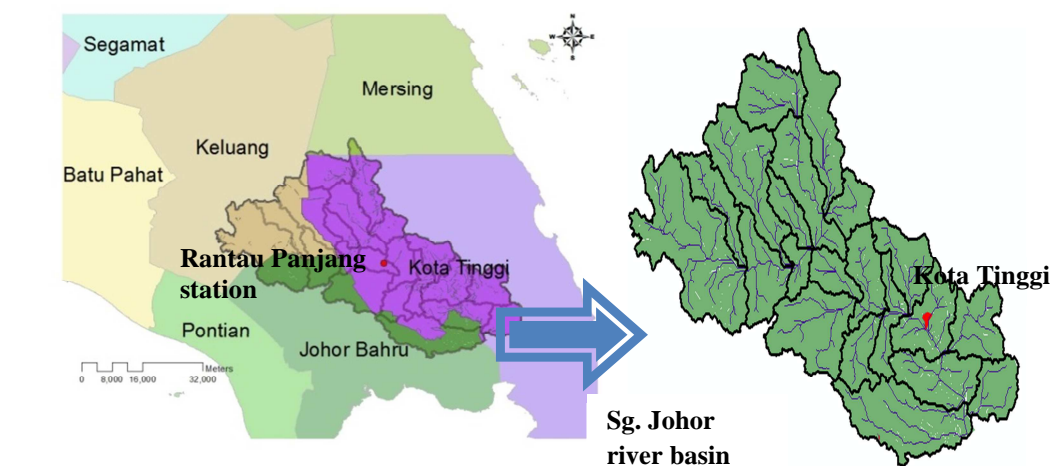 Segamat
N
W
E
S
Mersing
Keluang
Batu Pahat
Rantau Panjang
station
Kota Tinggi
Kota Tinggi
Pontian
Johor Bahru
Meters
0 8,000 16,000 32,000
Sg. Johor
river basin